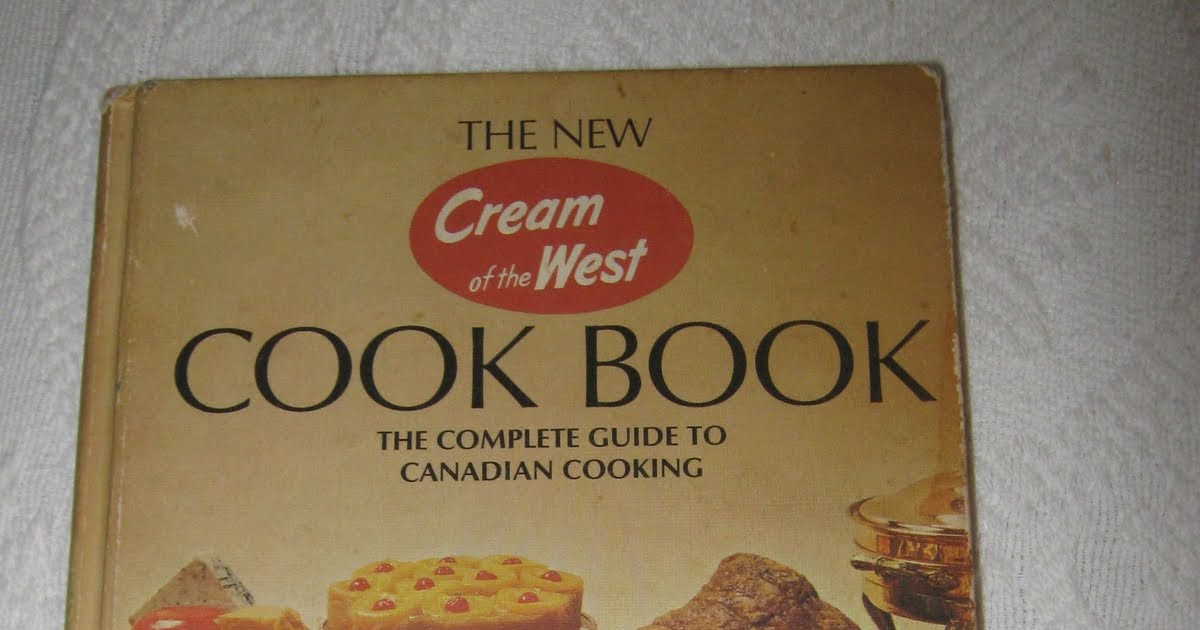 THE NEW
Cream
of the West
COOK BOOK
THE COMPLETE GUIDE TO
CANADIAN COOKING